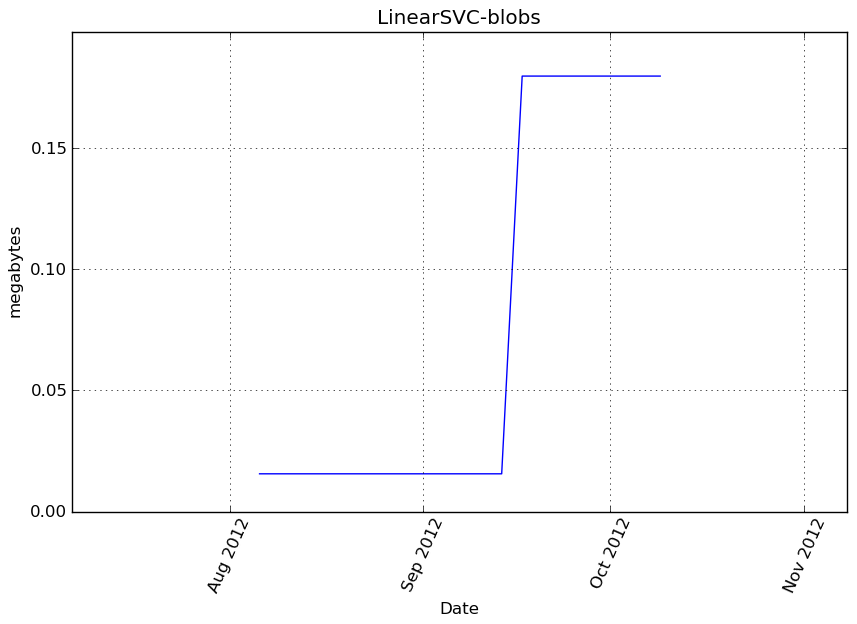 LinearSVC-blobs
megabytes
0.15
0.10
0.05
0.00
Aug 2012
Sep 2012
Oct 2012
Nov 2012
Date